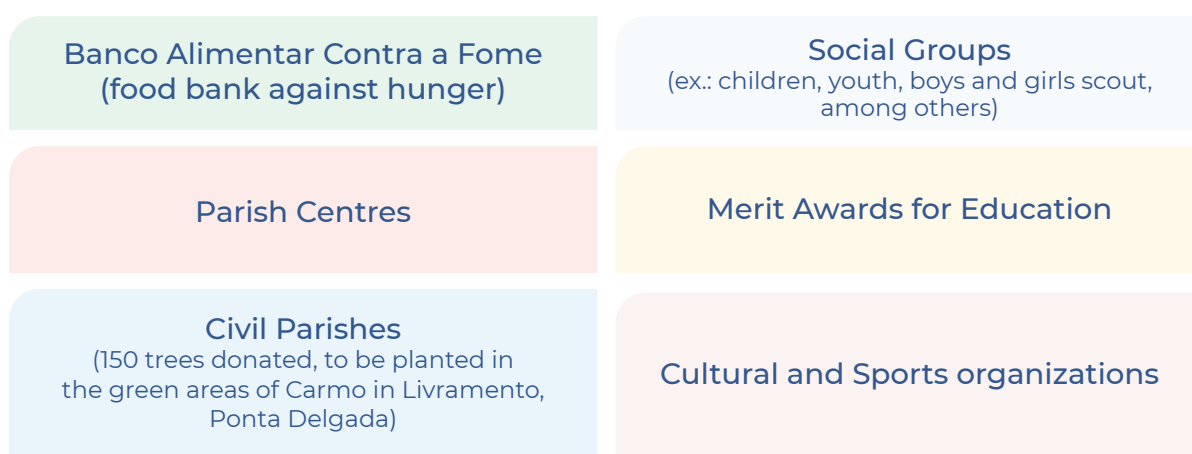 Banco Alimentar Contra a Fome
(food bank against hunger)
Social Groups
(ex.: children, youth, boys and girls scout,
among others)
Parish Centres
Merit Awards for Education
Civil Parishes
(150 trees donated, to be planted in
the green areas of Carmo in Livramento,
Ponta Delgada)
Cultural and Sports organizations